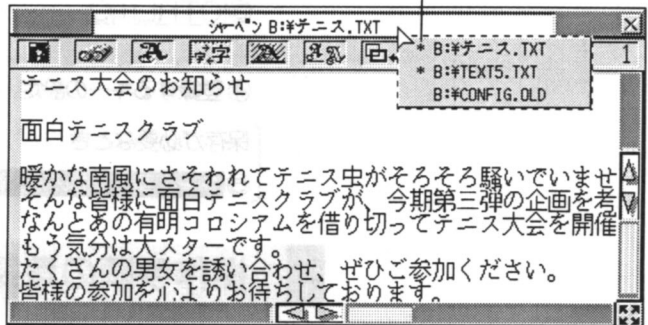 シャーペン B:¥テニス.TXT
* B:¥テニス.TXT
* B:¥TEXT5.TXT
B:¥CONFIG.OLD
1
テニス大会のお知らせ
面白テニスクラブ
暖かな南風にさそわれてテニス虫がそろそろ騒いでいませ
そんな皆様に面白テニスクラブが、今期第三弾の企画を考
なんとあの有明コロシアムを借り切ってテニス大会を開催
もう気分は大スターです。
たくさんの男女を誘い合わせ、ぜひご参加ください。
皆様の参加を心よりお待ちしております。